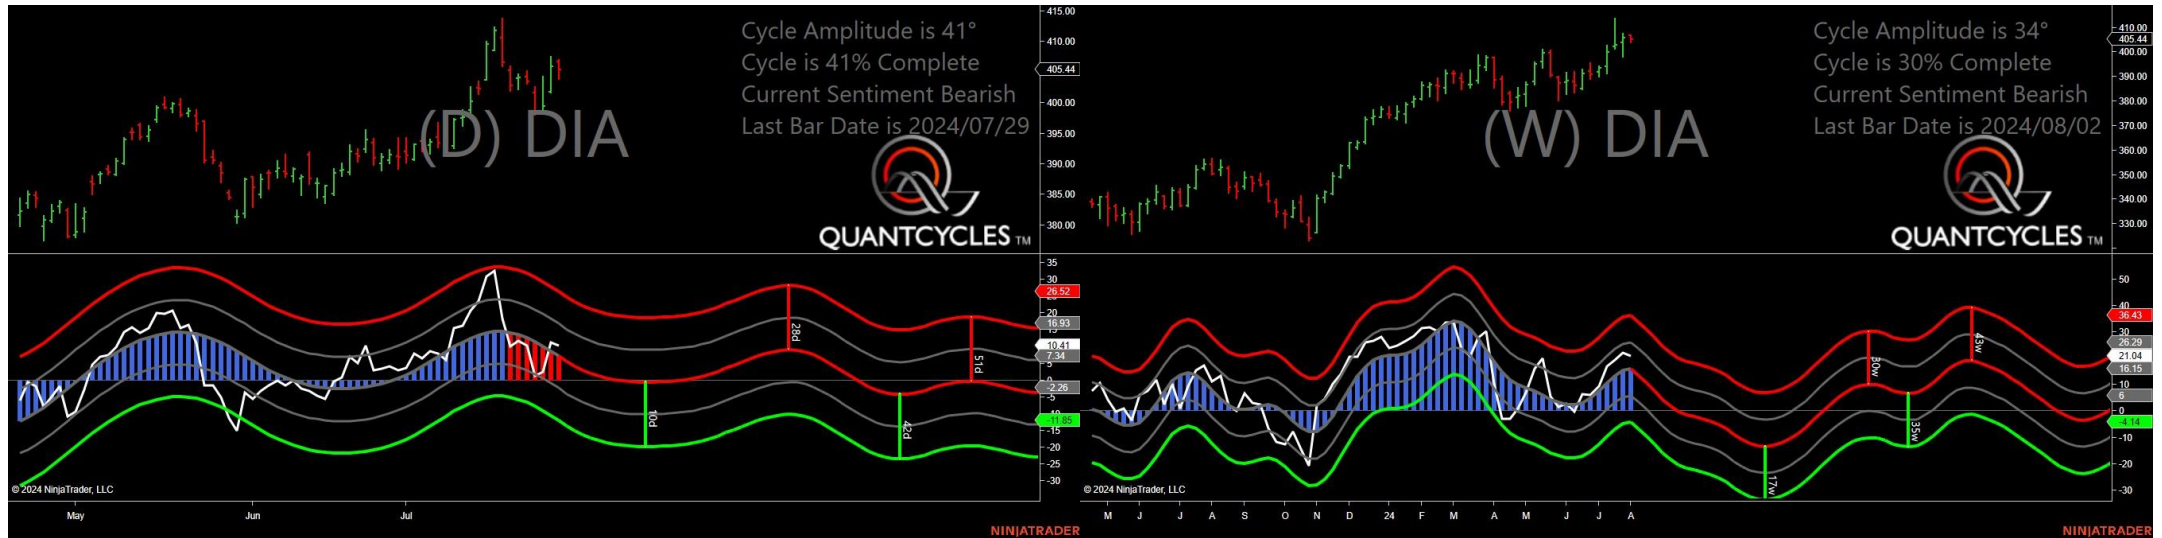 Cycle Amplitude is 41°
Cycle is 41% Complete
Current Sentiment Bearish
Last Bar Date is 2024/07/29
(D) DIA
QUANTCYCLES TM
415.00
410.00
405.44
400.00
395.00
390.00
385.00
380.00
35
30
26.52
20
16.93
10.41
7.34
-2.26
-5
-11.85
-15
-20
-25
-30
28d
51d
10d
42d
© 2024 NinjaTrader, LLC
May Jun Jul
NINJATRADER
Cycle Amplitude is 34°
Cycle is 30% Complete
Current Sentiment Bearish
Last Bar Date is 2024/08/02
(W) DIA
QUANTCYCLES TM
410.00
405.44
400.00
390.00
380.00
370.00
360.00
350.00
340.00
330.00
50
40
36.43
30
26.29
21.04
16.15
10
6
0
-4.14
-10
-20
-30
43w
35w
17w
© 2024 NinjaTrader, LLC
M J J A S O N D 24 F M A M J J A
NINJATRADER